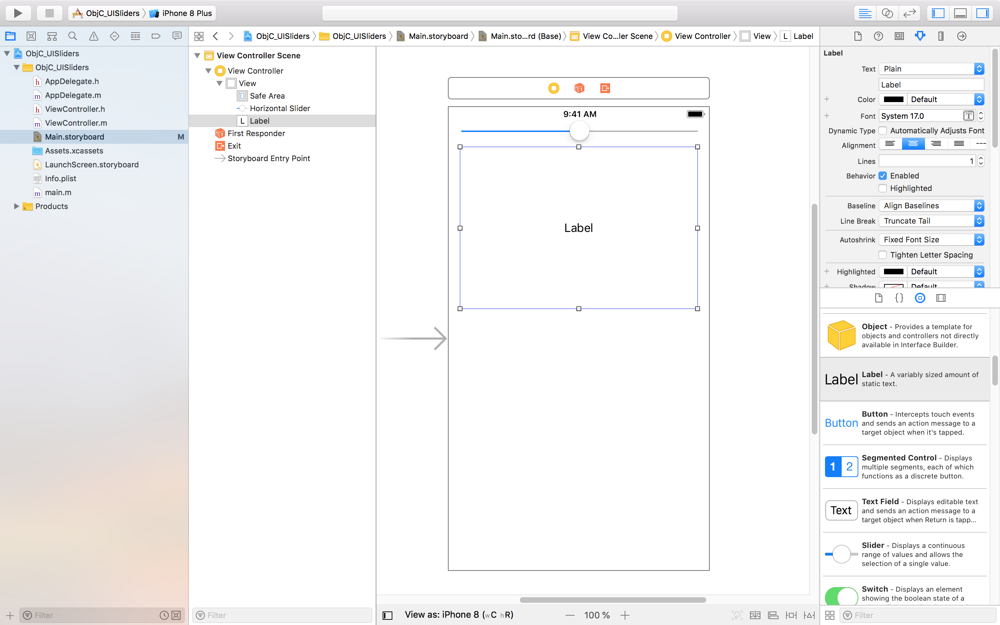 ObjC_UISliders
iPhone 8 Plus
ObjC_UISliders
ObjC_UISliders
Main.storyboard
Main.sto...rd (Base)
View Co...ler Scene
View Controller
View
L Label
ObjC_UISliders
ObjC_UISliders
h AppDelegate.h
m AppDelegate.m
h ViewController.h
m ViewController.m
Main.storyboard M
Assets.xcassets
LaunchScreen.storyboard
Info.plist
m main.m
Products
Filter
View Controller Scene
View Controller
View
Safe Area
Horizontal Slider
L Label
1 First Responder
Exit
Storyboard Entry Point
Filter
1
9:41 AM
Label
View as: iPhone 8 (wC hR)
100 %
Label
Text Plain
Label
Color Default
Font System 17.0 T
Dynamic Type Automatically Adjusts Font
Alignment
Lines 1
Behavior Enabled
Highlighted
Baseline Align Baselines
Line Break Truncate Tail
Autoshrink Fixed Font Size
Tighten Letter Spacing
Highlighted Default
Shadow Default
{}
Object - Provides a template for
objects and controllers not directly
available in Interface Builder.
Label
Label - A variably sized amount of
static text.
Button
Button - Intercepts touch events
and sends an action message to a
target object when it's tapped.
1 2
Segmented Control - Displays
multiple segments, each of which
functions as a discrete button.
Text
Text Field - Displays editable text
and sends an action message to a
target object when Return is tapp...
Slider - Displays a continuous
range of values and allows the
selection of a single value.
Switch - Displays an element
showing the boolean state of a
Filter